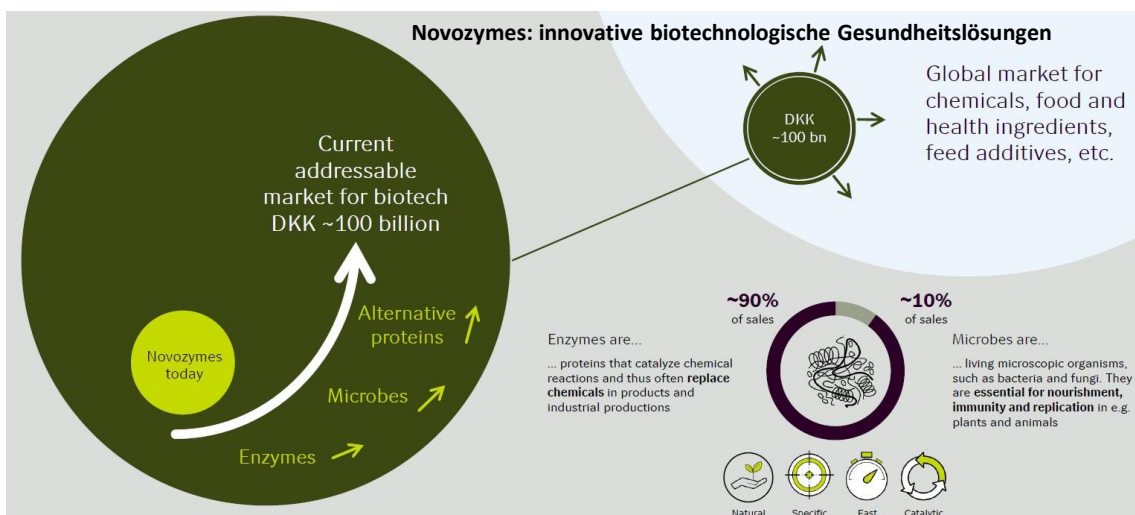 Novozymes: innovative biotechnologische Gesundheitslösungen
Current
addressable
market for biotech
DKK ~100 billion
Novozymes
today
Alternative
proteins
Microbes
Enzymes
DKK
~100 bn
Global market for
chemicals, food and
health ingredients,
feed additives, etc.
~90%
of sales
~10%
of sales
Enzymes are...
... proteins that catalyze chemical
reactions and thus often replace
chemicals in products and
industrial productions
Microbes are...
... living microscopic organisms,
such as bacteria and fungi. They
are essential for nourishment,
immunity and replication in e.g.
plants and animals
Natural
Specific
Fast
Catalytic